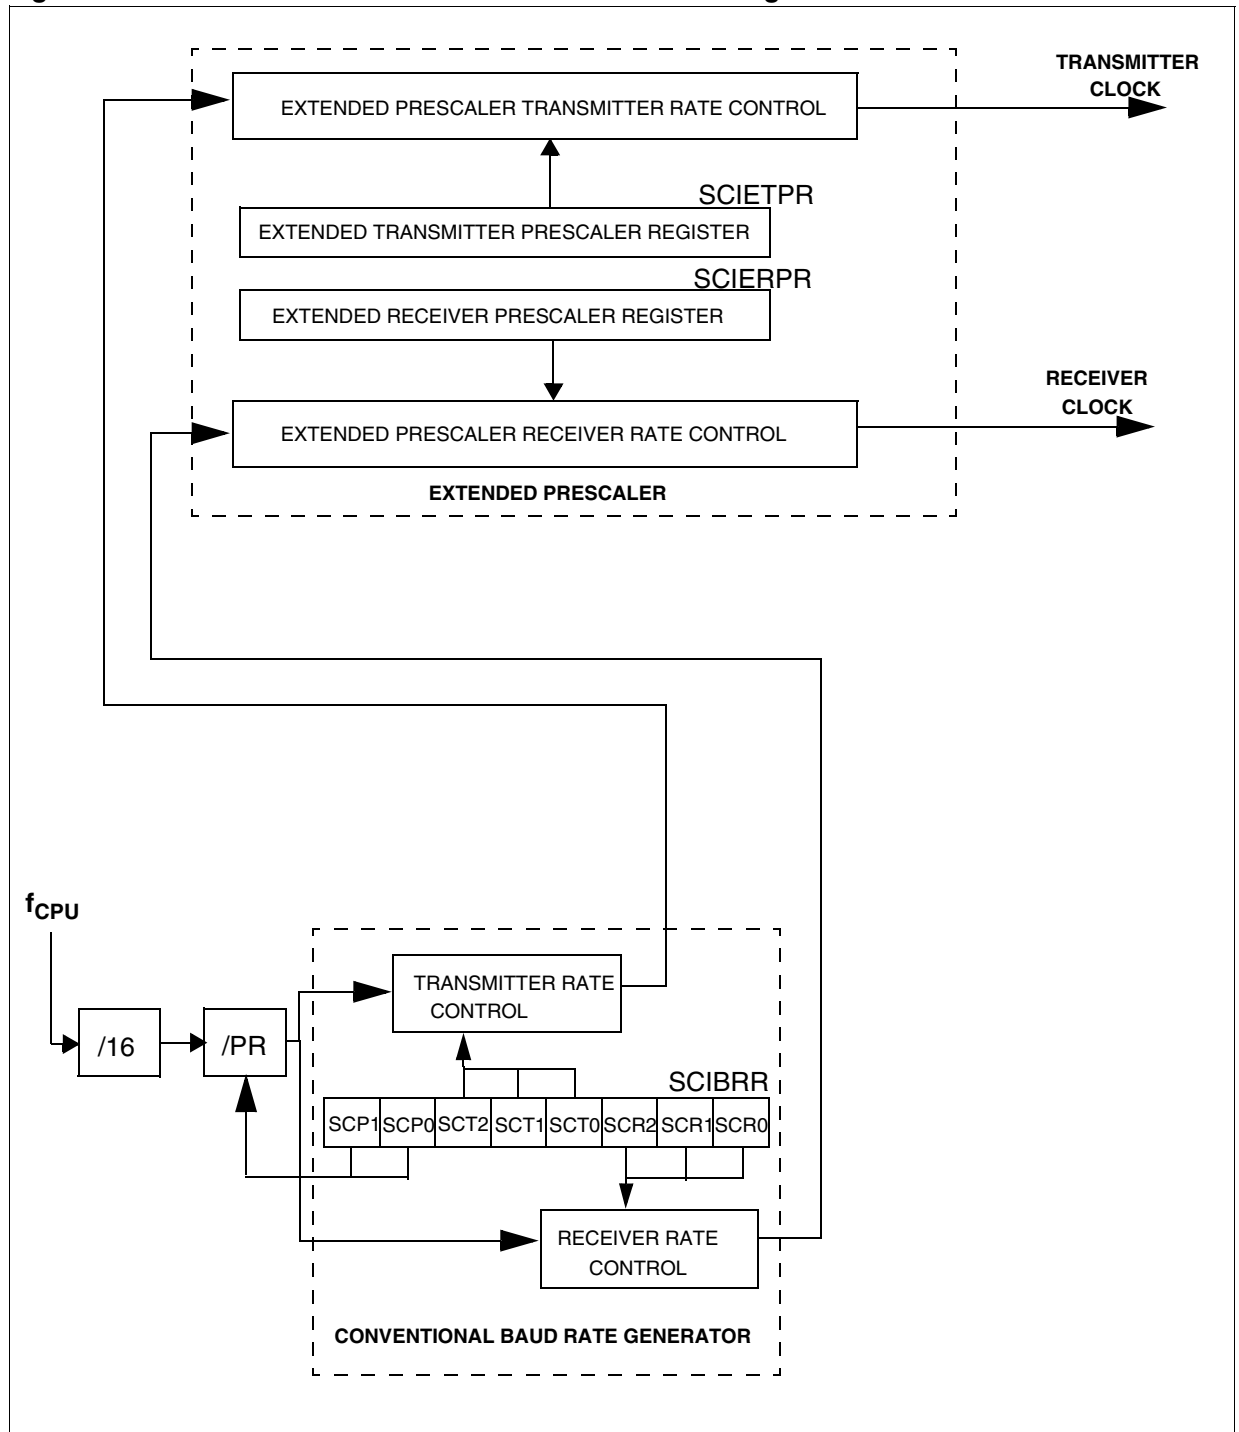 TRANSMITTER
CLOCK
EXTENDED PRESCALER TRANSMITTER RATE CONTROL
SCIETPR
EXTENDED TRANSMITTER PRESCALER REGISTER
SCIERPR
EXTENDED RECEIVER PRESCALER REGISTER
RECEIVER
CLOCK
EXTENDED PRESCALER RECEIVER RATE CONTROL
EXTENDED PRESCALER
fCPU
TRANSMITTER RATE
CONTROL
/16
/PR
SCIBRR
SCP1 SCP0 SCT2 SCT1 SCT0 SCR2 SCR1 SCR0
RECEIVER RATE
CONTROL
CONVENTIONAL BAUD RATE GENERATOR